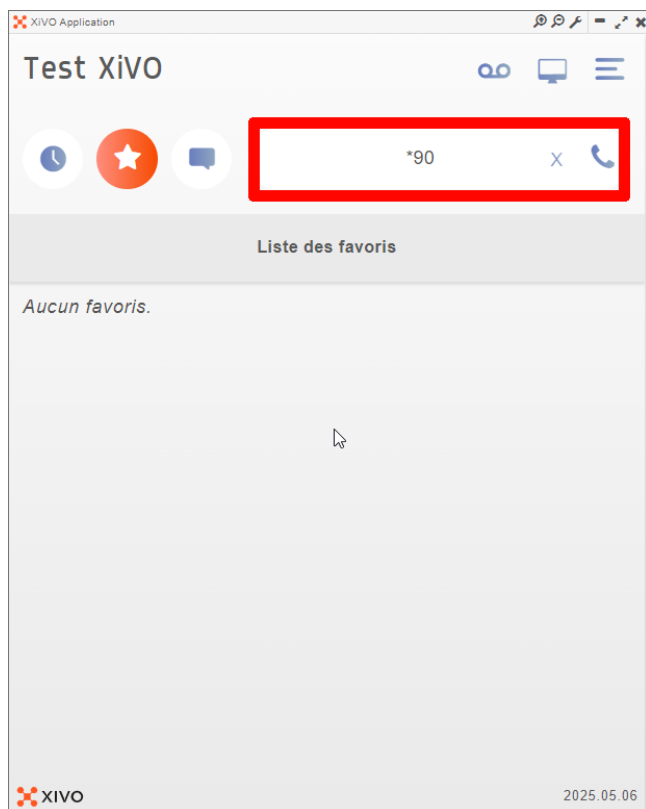 XiVO Application
Test XiVO
*90 X
Liste des favoris
Aucun favoris.
XIVO 2025.05.06